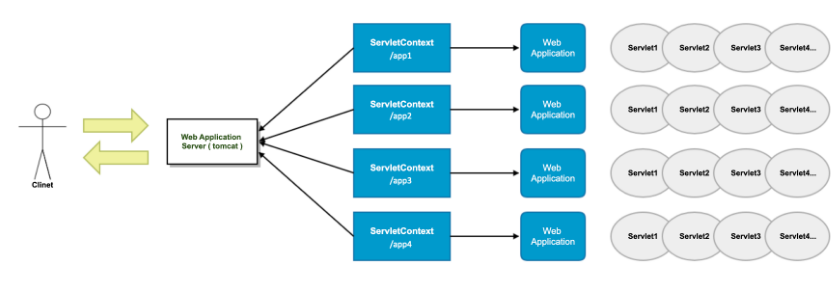 ServletContext
/app1
Web
Application
Servlet1 Servlet2 Servlet3 Servlet4...
ServletContext
/app2
Web
Application
Servlet1 Servlet2 Servlet3 Servlet4...
Clinet
Web Application
Server ( tomcat )
ServletContext
/app3
Web
Application
Servlet1 Servlet2 Servlet3 Servlet4...
ServletContext
/app4
Web
Application
Servlet1 Servlet2 Servlet3 Servlet4...